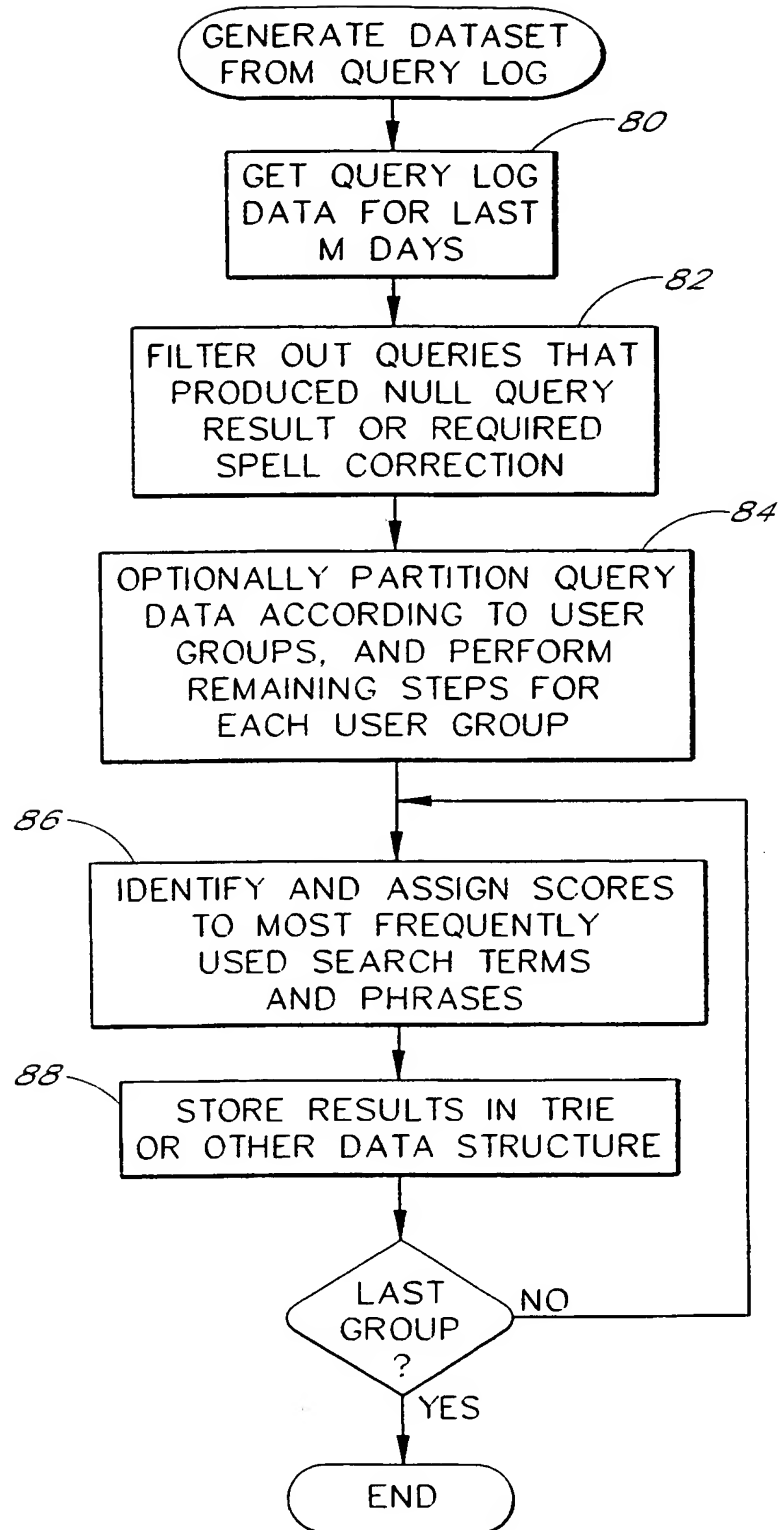 GENERATE DATASET
FROM QUERY LOG
80
GET QUERY LOG
DATA FOR LAST
M DAYS
82
FILTER OUT QUERIES THAT
PRODUCED NULL QUERY
RESULT OR REQUIRED
SPELL CORRECTION
84
OPTIONALLY PARTITION QUERY
DATA ACCORDING TO USER
GROUPS, AND PERFORM
REMAINING STEPS FOR
EACH USER GROUP
86
IDENTIFY AND ASSIGN SCORES
TO MOST FREQUENTLY
USED SEARCH TERMS
AND PHRASES
88
STORE RESULTS IN TRIE
OR OTHER DATA STRUCTURE
LAST
GROUP
?
NO
YES
END